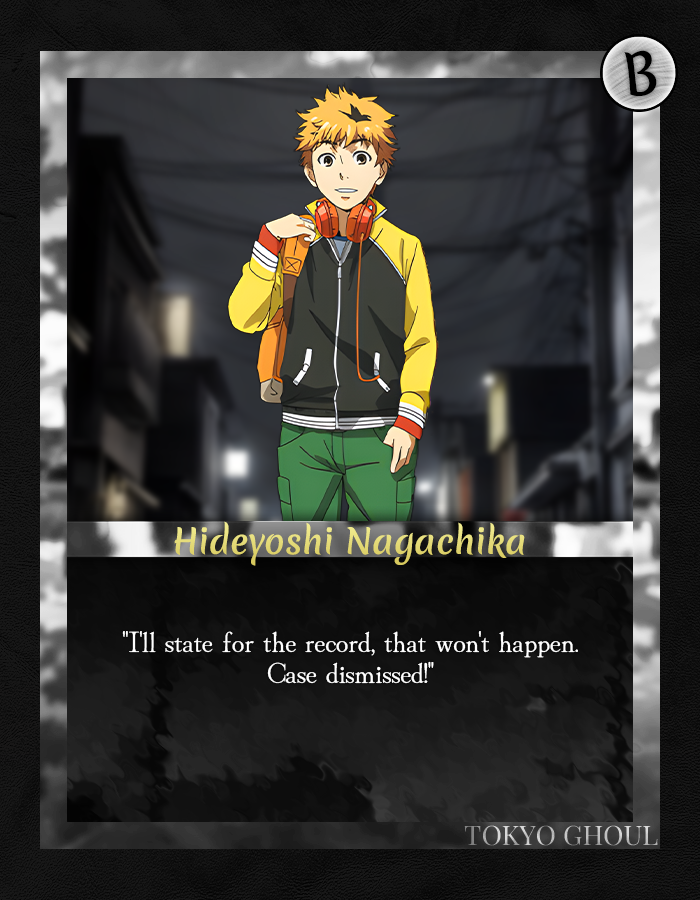 B
Hideyoshi Nagachika
"I'll state for the record, that won't happen.
Case dismissed!"
TOKYO GHOUL